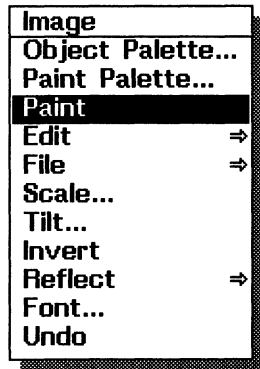 Image
Object Palette...
Paint Palette...
Paint
Edit ⇒
File ⇒
Scale...
Tilt...
Invert
Reflect ⇒
Font...
Undo